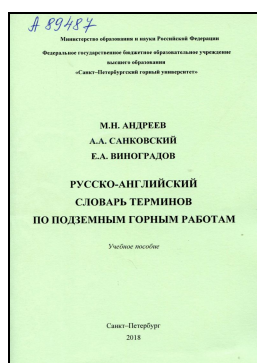 А 89487
Министерство образования и науки Российской Федерации
Федеральное государственное бюджетное образовательное учреждение
высшего образования
«Санкт–Петербургский горный университет»
М.Н. АНДРЕЕВ
А.А. САНКОВСКИЙ
Е.А. ВИНОГРАДОВ
РУССКО-АНГЛИЙСКИЙ
СЛОВАРЬ ТЕРМИНОВ
ПО ПОДЗЕМНЫМ ГОРНЫМ РАБОТАМ
Учебное пособие
Санкт–Петербург
2018